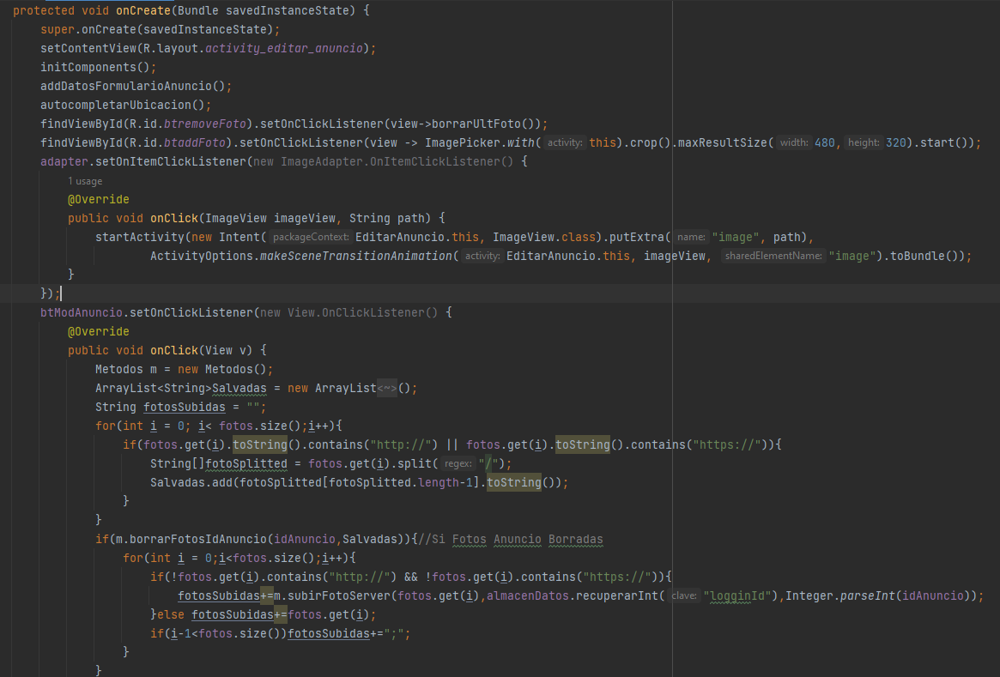 protected void onCreate(Bundle savedInstanceState) {
super.onCreate(savedInstanceState);
setContentView(R.layout.activity_editar_anuncio);
initComponents();
addDatosFormularioAnuncio();
autocompletarUbicacion();
findViewById(R.id.btremoveFoto).setOnClickListener(view->borrarUltFoto());
findViewById(R.id.btaddFoto).setOnClickListener(view -> ImagePicker.with( activity: this).crop().maxResultSize( width: 480, height: 320).start());
adapter.setOnItemClickListener(new ImageAdapter.OnItemClickListener() {
1 usage
@Override
public void onClick(ImageView imageView, String path) {
startActivity(new Intent( packageContext: EditarAnuncio.this, ImageView.class).putExtra( name: "image", path),
ActivityOptions.makeSceneTransitionAnimation( activity: EditarAnuncio.this, imageView, sharedElementName: "image").toBundle());
}
});
btModAnuncio.setOnClickListener(new View.OnClickListener() {
@Override
public void onClick(View v) {
Metodos m = new Metodos();
ArrayList<String>Salvadas = new ArrayList<~>();
String fotosSubidas = "";
for(int i = 0; i< fotos.size();i++){
if(fotos.get(i).toString().contains("http://") || fotos.get(i).toString().contains("https://")){
String[]fotoSplitted = fotos.get(i).split( regex: "/");
Salvadas.add(fotoSplitted[fotoSplitted.length-1].toString());
}
}
if(m.borrarFotosIdAnuncio(idAnuncio,Salvadas)){//Si Fotos Anuncio Borradas
for(int i = 0;i<fotos.size();i++){
if(!fotos.get(i).contains("http://") && !fotos.get(i).contains("https://")){
fotosSubidas+=m.subirFotoServer(fotos.get(i),almacenDatos.recuperarInt( clave: "logginId"),Integer.parseInt(idAnuncio));
}else fotosSubidas+=fotos.get(i);
if(i-1<fotos.size())fotosSubidas+=";";
}
}